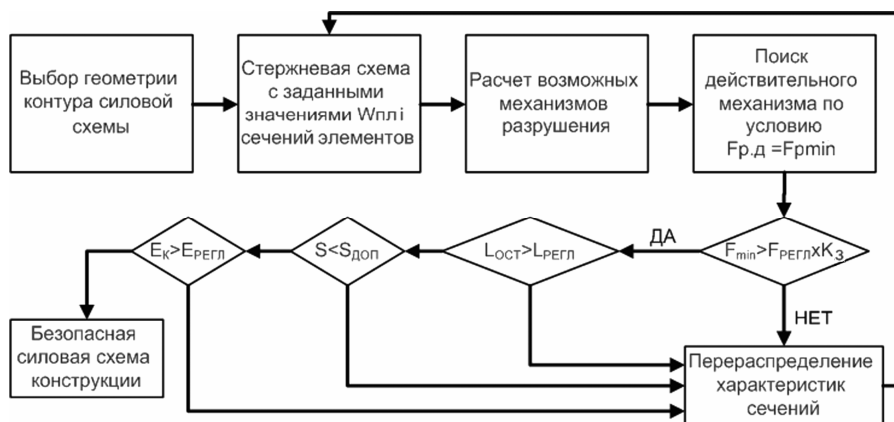 Выбор геометрии
контура силовой
схемы
Стержневая схема
с заданными
значениями Wплi
сечений элементов
Расчет возможных
механизмов
разрушения
Поиск
действительного
механизма по
условию
Fр.д =Fpmin
Fmin>FРЕГЛxKЗ
ДА
LОСТ>LРЕГЛ
S<SДОП
EК>EРЕГЛ
НЕТ
Безопасная
силовая схема
конструкции
Перераспределение
характеристик
сечений